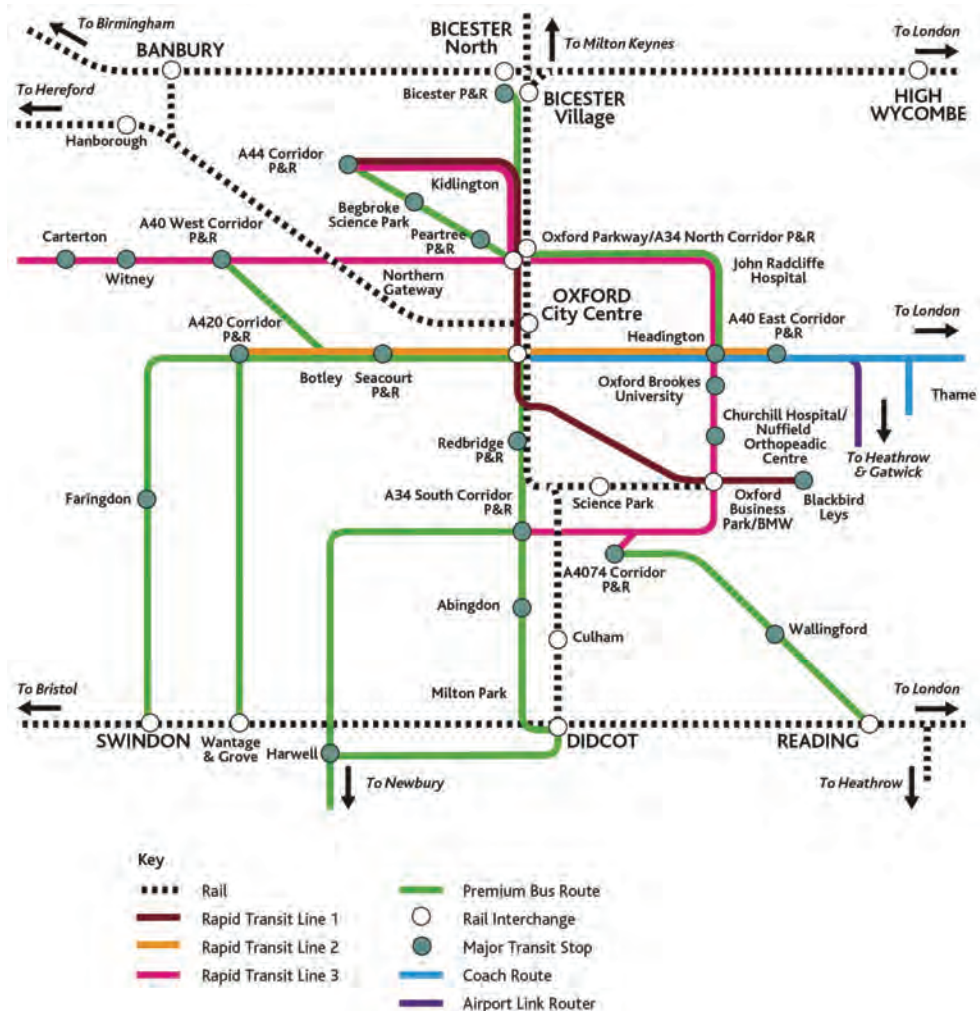 To Birmingham
BANBURY
BICESTER
North
To Milton Keynes
To London
To Hereford
Bicester P&R
BICESTER
Village
HIGH
WYCOMBE
Hanborough
A44 Corridor
P&R
Kidlington
Begbroke
Science Park
Peartree
P&R
Carterton
A40 West Corridor
P&R
Witney
Northern
Gateway
Oxford Parkway/A34 North Corridor P&R
John Radcliffe
Hospital
OXFORD
City Centre
A420 Corridor
P&R
Botley
Seacourt
P&R
Headington
A40 East Corridor
P&R
To London
Oxford Brookes
University
Thame
Churchill Hospital/
Nuffield
Orthopeadic
Centre
To Heathrow
& Gatwick
Redbridge
P&R
Faringdon
A34 South Corridor
P&R
Science Park
Oxford
Business
Park/BMW
Blackbird
Leys
A4074 Corridor
P&R
Abingdon
Culham
Wallingford
To Bristol
Milton Park
To London
SWINDON
Wantage
& Grove
Harwell
DIDCOT
READING
To Newbury
To Heathrow
Key
Rail
Rapid Transit Line 1
Rapid Transit Line 2
Rapid Transit Line 3
Premium Bus Route
Rail Interchange
Major Transit Stop
Coach Route
Airport Link Router